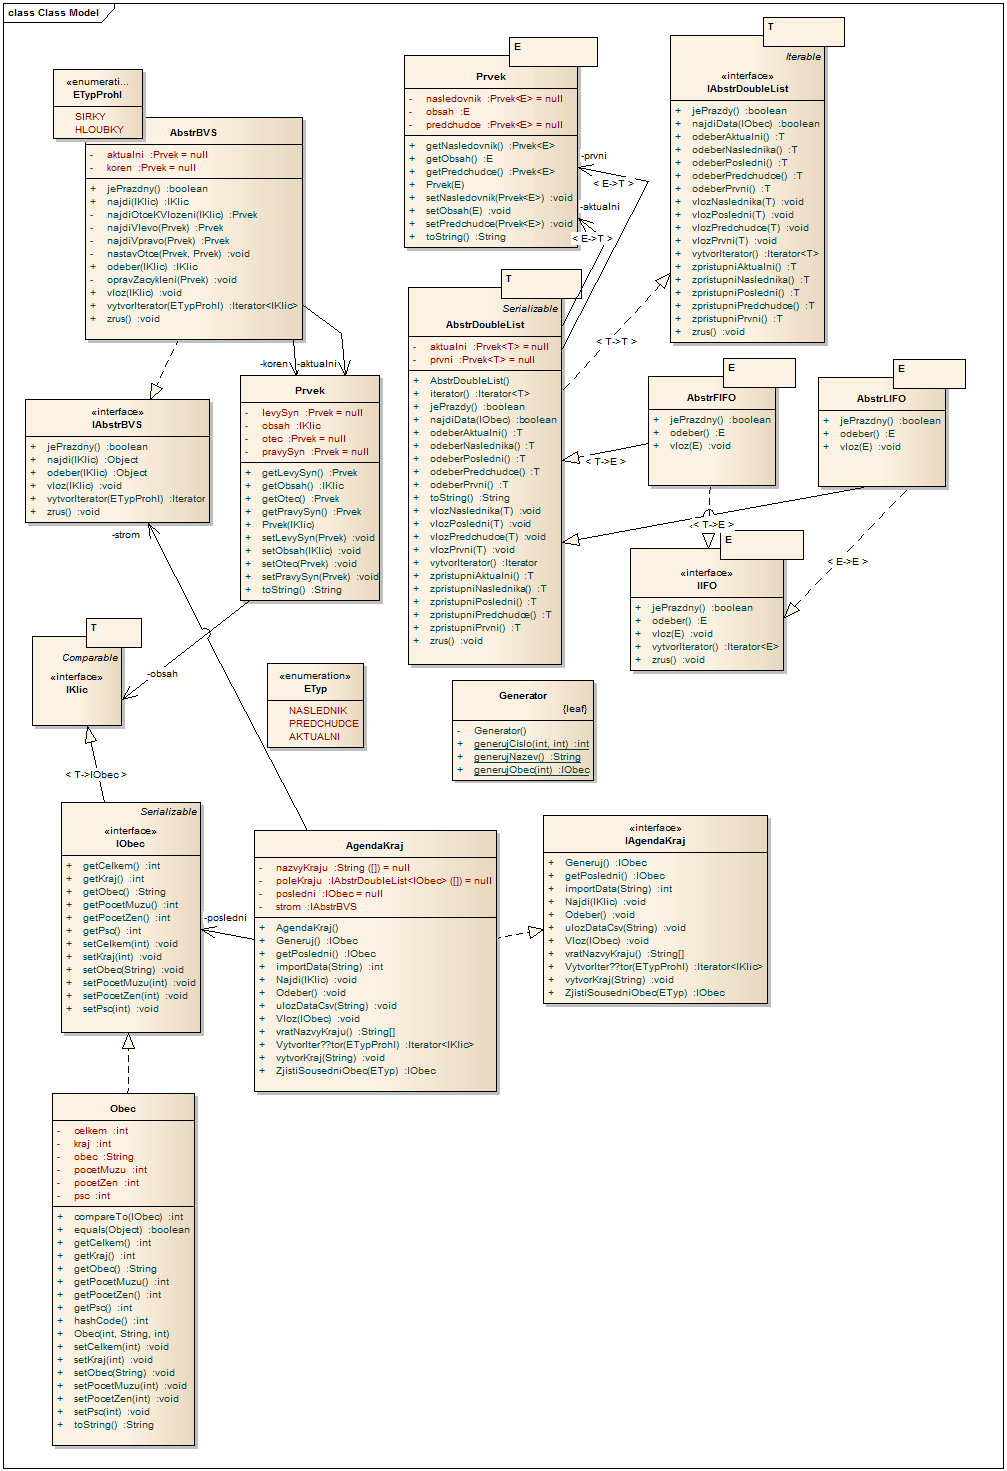 class Class Model
«enumerati...
ETypProhl
SIRKY
HLOUBKY
AbstrBVS
- aktualni :Prvek = null
- koren :Prvek = null
+ jePrazdny() :boolean
+ najdi(IKlic) :IKlic
- najdiOtceKVlozeni(IKlic) :Prvek
- najdiVlevo(Prvek) :Prvek
- najdiVpravo(Prvek) :Prvek
- nastavOtce(Prvek, Prvek) :void
+ odeber(IKlic) :IKlic
- opravZacykleni(Prvek) :void
+ vloz(IKlic) :void
+ vytvorIterator(ETypProhl) :Iterator<IKlic>
+ zrus() :void
E
Prvek
- nasledovnik :Prvek<E> = null
- obsah :E
- predchudce :Prvek<E> = null
+ getNasledovnik() :Prvek<E>
+ getObsah() :E
+ getPredchudce() :Prvek<E>
+ Prvek(E)
+ setNasledovnik(Prvek<E>) :void
+ setObsah(E) :void
+ setPredchudce(Prvek<E>) :void
+ toString() :String
-prvni
< E->T >
-aktualni
< E->T >
T
Iterable
«interface»
IAbstrDoubleList
+ jePrazdy() :boolean
+ najdiData(IObec) :boolean
+ odeberAktualni() :T
+ odeberNaslednika() :T
+ odeberPosledni() :T
+ odeberPredchudce() :T
+ odeberPrvni() :T
+ vlozNaslednika(T) :void
+ vlozPosledni(T) :void
+ vlozPredchudce(T) :void
+ vlozPrvni(T) :void
+ vytvorIterator() :Iterator<T>
+ zpristupniAktualni() :T
+ zpristupniNaslednika() :T
+ zpristupniPosledni() :T
+ zpristupniPredchudce() :T
+ zpristupniPrvni() :T
+ zrus() :void
< T->T >
T
Serializable
AbstrDoubleList
- aktualni :Prvek<T> = null
- prvni :Prvek<T> = null
+ AbstrDoubleList()
+ iterator() :Iterator<T>
+ jePrazdy() :boolean
+ najdiData(IObec) :boolean
+ odeberAktualni() :T
+ odeberNaslednika() :T
+ odeberPosledni() :T
+ odeberPredchudce() :T
+ odeberPrvni() :T
+ toString() :String
+ vlozNaslednika(T) :void
+ vlozPosledni(T) :void
+ vlozPredchudce(T) :void
+ vlozPrvni(T) :void
+ vytvorIterator() :Iterator
+ zpristupniAktualni() :T
+ zpristupniNaslednika() :T
+ zpristupniPosledni() :T
+ zpristupniPredchudce() :T
+ zpristupniPrvni() :T
+ zrus() :void
-koren
-aktualni
Prvek
- levySyn :Prvek = null
- obsah :IKlic
- otec :Prvek = null
- pravySyn :Prvek = null
+ getLevySyn() :Prvek
+ getObsah() :IKlic
+ getOtec() :Prvek
+ getPravySyn() :Prvek
+ Prvek(IKlic)
+ setLevySyn(Prvek) :void
+ setObsah(IKlic) :void
+ setOtec(Prvek) :void
+ setPravySyn(Prvek) :void
+ toString() :String
«interface»
IAbstrBVS
+ jePrazdny() :boolean
+ najdi(IKlic) :Object
+ odeber(IKlic) :Object
+ vloz(IKlic) :void
+ vytvorIterator(ETypProhl) :Iterator
+ zrus() :void
-strom
E
AbstrFIFO
+ jePrazdny() :boolean
+ odeber() :E
+ vloz(E) :void
E
AbstrLIFO
+ jePrazdny() :boolean
+ odeber() :E
+ vloz(E) :void
< T->E >
< T->E >
< E->E >
E
«interface»
IIFO
+ jePrazdny() :boolean
+ odeber() :E
+ vloz(E) :void
+ vytvorIterator() :Iterator<E>
+ zrus() :void
T
Comparable
«interface»
IKlic
-obsah
< T->IObec >
«enumeration»
ETyp
NASLEDNIK
PREDCHUDCE
AKTUALNI
Generator
{leaf}
- Generator()
+ generujCislo(int, int) :int
+ generujNazev() :String
+ generujObec(int) :IObec
Serializable
«interface»
IObec
+ getCelkem() :int
+ getKraj() :int
+ getObec() :String
+ getPocetMuzu() :int
+ getPocetZen() :int
+ getPsc() :int
+ setCelkem(int) :void
+ setKraj(int) :void
+ setObec(String) :void
+ setPocetMuzu(int) :void
+ setPocetZen(int) :void
+ setPsc(int) :void
-posledni
AgendaKraj
- nazvyKraju :String ([]) = null
- poleKraju :IAbstrDoubleList<IObec> ([]) = null
- posledni :IObec = null
- strom :IAbstrBVS
+ AgendaKraj()
+ Generuj() :IObec
+ getPosledni() :IObec
+ importData(String) :int
+ Najdi(IKlic) :void
+ Odeber() :void
+ ulozDataCsv(String) :void
+ Vloz(IObec) :void
+ vratNazvyKraju() :String[]
+ VytvorIter??tor(ETypProhl) :Iterator<IKlic>
+ vytvorKraj(String) :void
+ ZjistiSousedniObec(ETyp) :IObec
«interface»
IAgendaKraj
+ Generuj() :IObec
+ getPosledni() :IObec
+ importData(String) :int
+ Najdi(IKlic) :void
+ Odeber() :void
+ ulozDataCsv(String) :void
+ Vloz(IObec) :void
+ vratNazvyKraju() :String[]
+ VytvorIter??tor(ETypProhl) :Iterator<IKlic>
+ vytvorKraj(String) :void
+ ZjistiSousedniObec(ETyp) :IObec
Obec
- celkem :int
- kraj :int
- obec :String
- pocetMuzu :int
- pocetZen :int
- psc :int
+ compareTo(IObec) :int
+ equals(Object) :boolean
+ getCelkem() :int
+ getKraj() :int
+ getObec() :String
+ getPocetMuzu() :int
+ getPocetZen() :int
+ getPsc() :int
+ hashCode() :int
+ Obec(int, String, int)
+ setCelkem(int) :void
+ setKraj(int) :void
+ setObec(String) :void
+ setPocetMuzu(int) :void
+ setPocetZen(int) :void
+ setPsc(int) :void
+ toString() :String